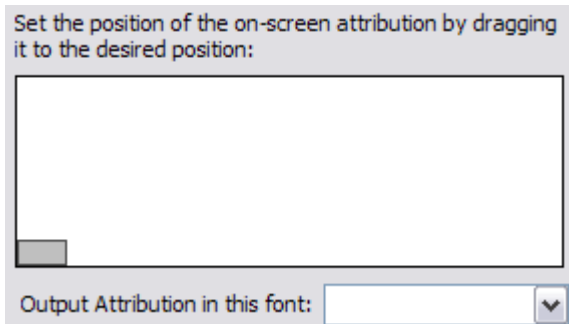 Set the position of the on-screen attribution by dragging
it to the desired position:
Output Attribution in this font: